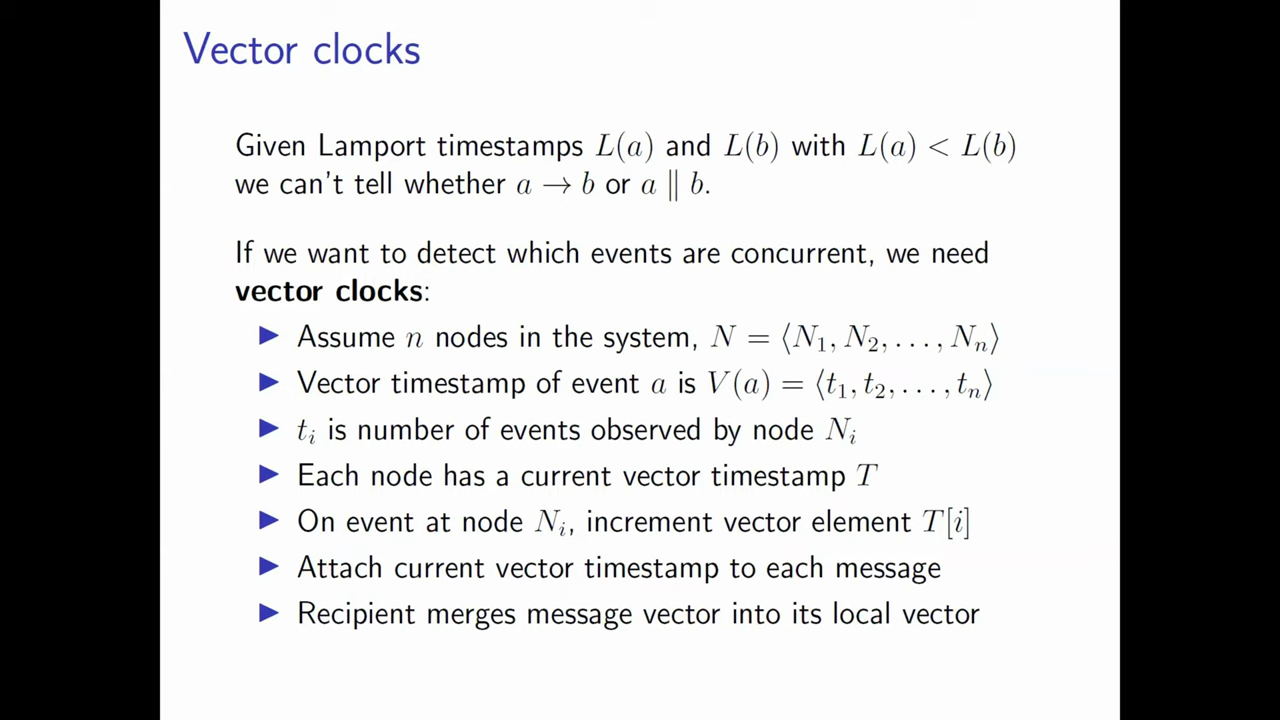 Vector clocks
Given Lamport timestamps L(a) and L(b) with L(a) < L(b)
we can't tell whether a → b or a ∥ b.
If we want to detect which events are concurrent, we need
vector clocks:
▶ Assume n nodes in the system, N = ⟨N₁, N₂, . . . , Nₙ⟩
▶ Vector timestamp of event a is V(a) = ⟨t₁, t₂, . . . , tₙ⟩
▶ tᵢ is number of events observed by node Nᵢ
▶ Each node has a current vector timestamp T
▶ On event at node Nᵢ, increment vector element T[i]
▶ Attach current vector timestamp to each message
▶ Recipient merges message vector into its local vector